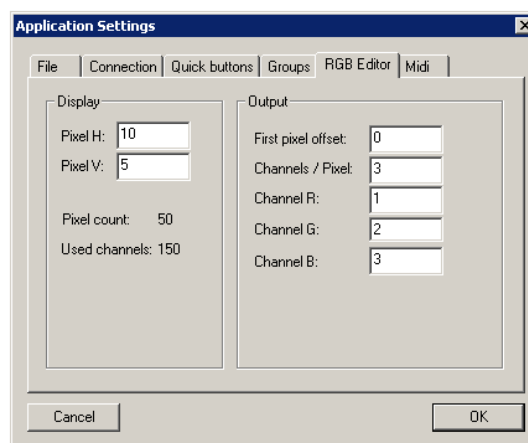 Application Settings
File Connection Quick buttons Groups RGB Editor Midi
Display
Pixel H: 10
Pixel V: 5
Pixel count: 50
Used channels: 150
Output
First pixel offset: 0
Channels / Pixel: 3
Channel R: 1
Channel G: 2
Channel B: 3
Cancel OK